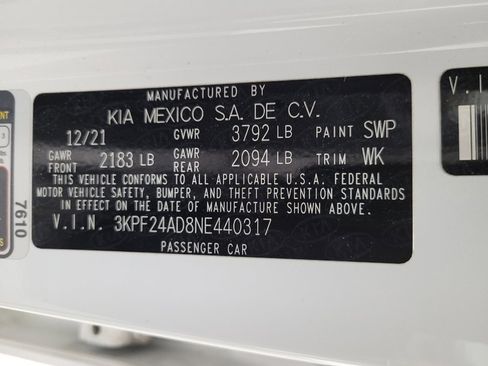 MANUFACTURED BY
KIA MEXICO S.A. DE C.V.
12/21 GVWR 3792 LB PAINT SWP
GAWR FRONT 2183 LB GAWR REAR 2094 LB TRIM WK
THIS VEHICLE CONFORMS TO ALL APPLICABLE U.S.A. FEDERAL
MOTOR VEHICLE SAFETY, BUMPER, AND THEFT PREVENTION STANDARDS
IN EFFECT ON THE DATE OF MANUFACTURE SHOWN ABOVE.
V.I.N. 3KPF24AD8NE440317
PASSENGER CAR
7610
3
V.I